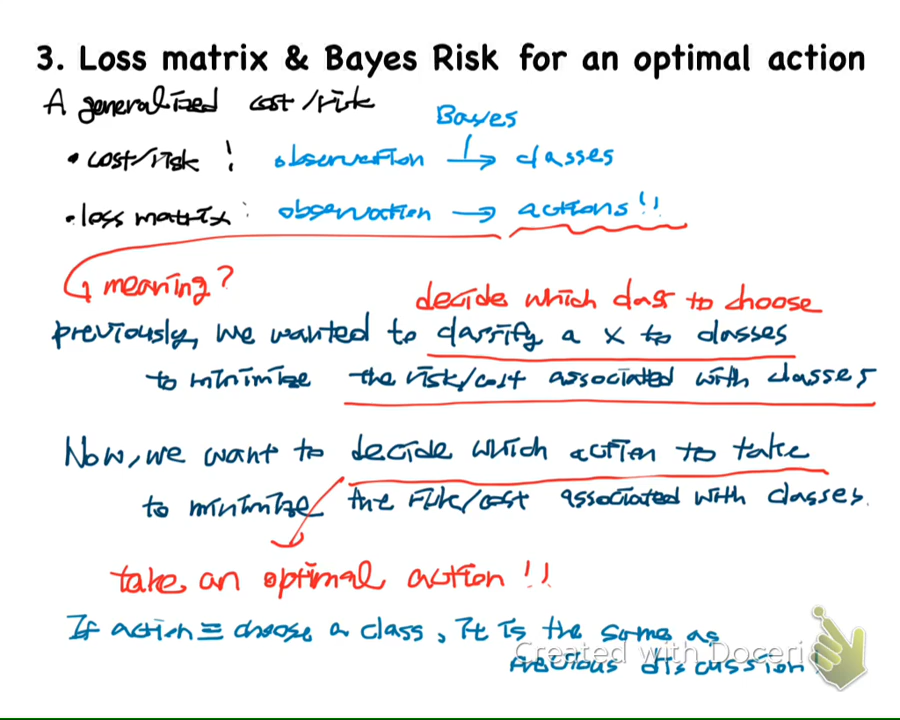 3. Loss matrix & Bayes Risk for an optimal action
A generalized cost/risk
Bayes
• cost/risk : observation → classes
• loss matrix : observation → actions!!
meaning?
decide which class to choose
previously, we wanted to classify a x to classes
to minimize the risk/cost associated with classes
Now, we want to decide which action to take
to minimize the risk/cost associated with classes.
take an optimal action!!
If action ≡ choose a class, it is the same as
previous discussion!
Created with Doceri